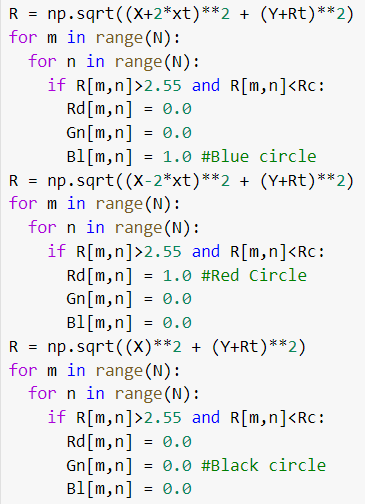 R = np.sqrt((X+2*xt)**2 + (Y+Rt)**2)
for m in range(N):
  for n in range(N):
    if R[m,n]>2.55 and R[m,n]<Rc:
      Rd[m,n] = 0.0
      Gn[m,n] = 0.0
      Bl[m,n] = 1.0 #Blue circle
R = np.sqrt((X-2*xt)**2 + (Y+Rt)**2)
for m in range(N):
  for n in range(N):
    if R[m,n]>2.55 and R[m,n]<Rc:
      Rd[m,n] = 1.0 #Red Circle
      Gn[m,n] = 0.0
      Bl[m,n] = 0.0
R = np.sqrt((X)**2 + (Y+Rt)**2)
for m in range(N):
  for n in range(N):
    if R[m,n]>2.55 and R[m,n]<Rc:
      Rd[m,n] = 0.0
      Gn[m,n] = 0.0 #Black circle
      Bl[m,n] = 0.0